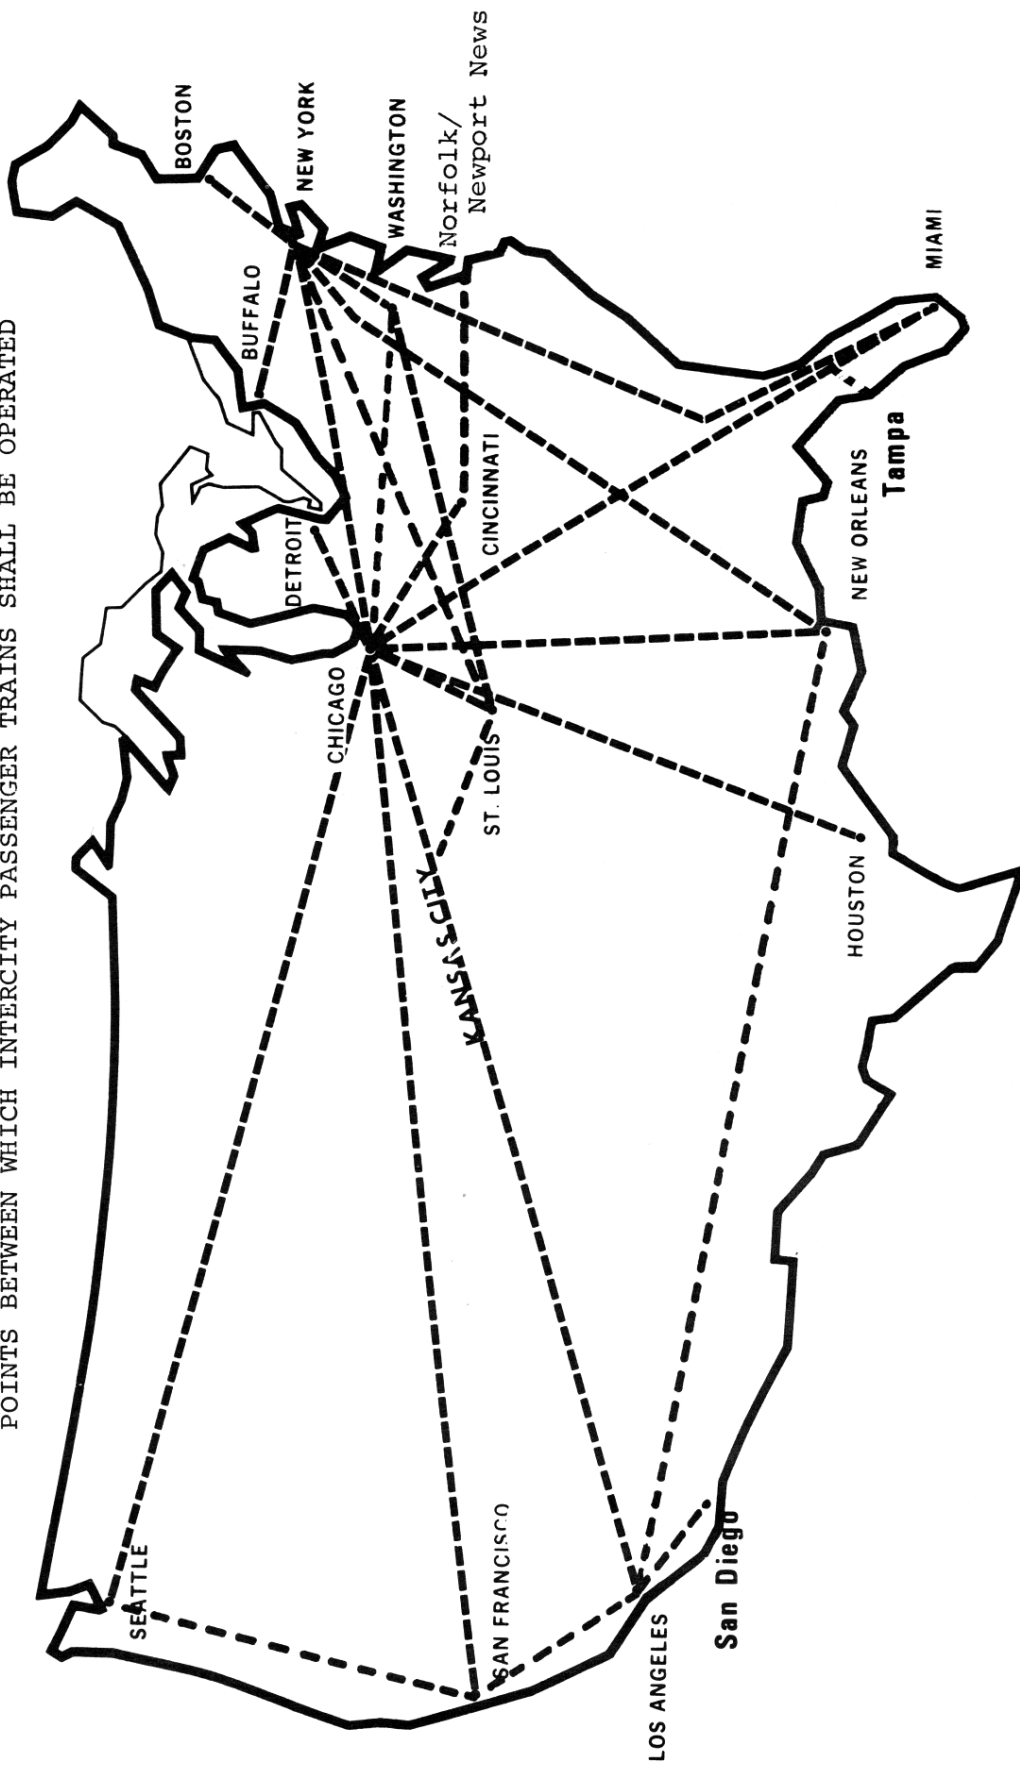 POINTS BETWEEN WHICH INTERCITY PASSENGER TRAINS SHALL BE OPERATED
SEATTLE
BOSTON
BUFFALO
NEW YORK
DETROIT
CHICAGO
WASHINGTON
Norfolk/
Newport News
KANSAS CITY
ST. LOUIS
CINCINNATI
SAN FRANCISCO
LOS ANGELES
San Diego
HOUSTON
NEW ORLEANS
Tampa
MIAMI